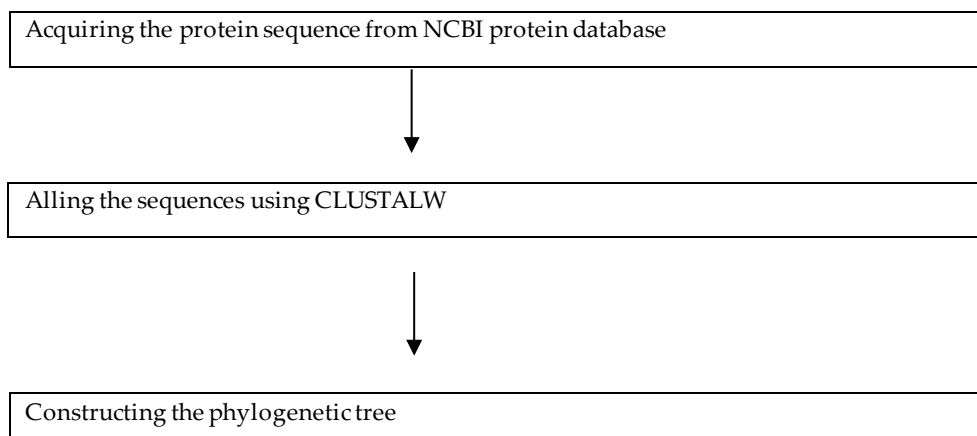 Acquiring the protein sequence from NCBI protein database
Alling the sequences using CLUSTALW
Constructing the phylogenetic tree